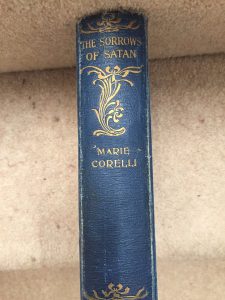 THE SORROWS
OF SATAN
MARIE
CORELLI